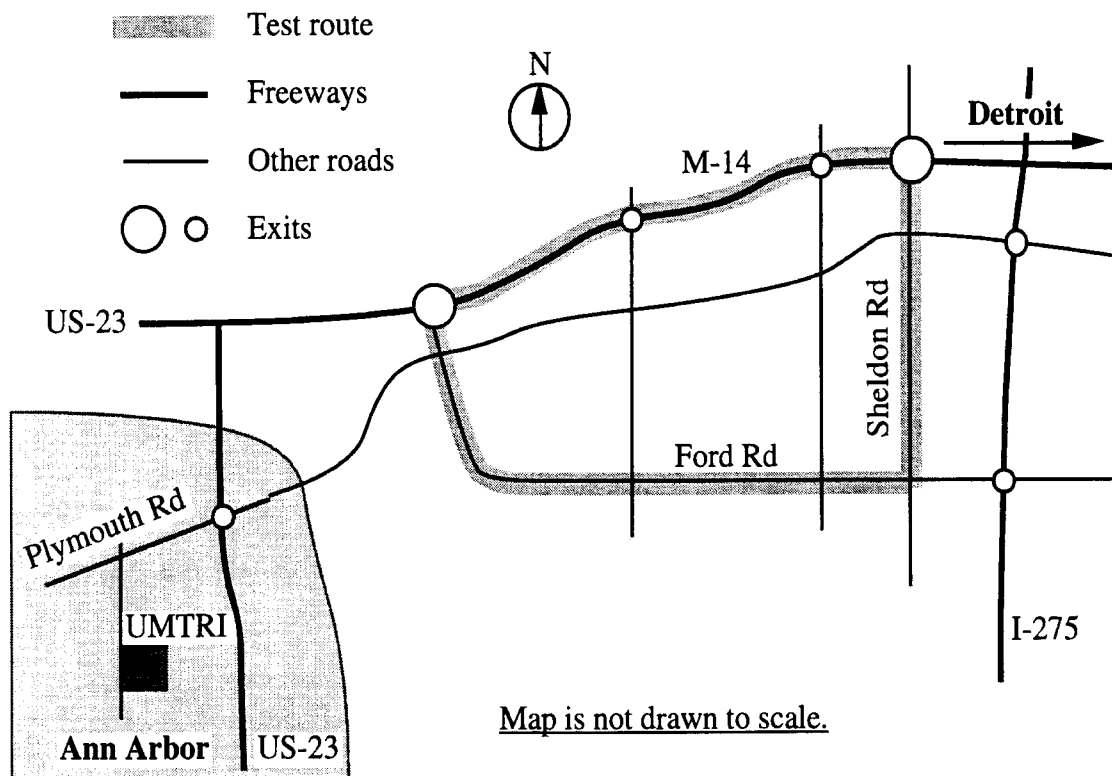 Test route
Freeways
Other roads
Exits
N
Detroit
M-14
US-23
Sheldon Rd
Ford Rd
Plymouth Rd
UMTRI
I-275
Ann Arbor
US-23
Map is not drawn to scale.